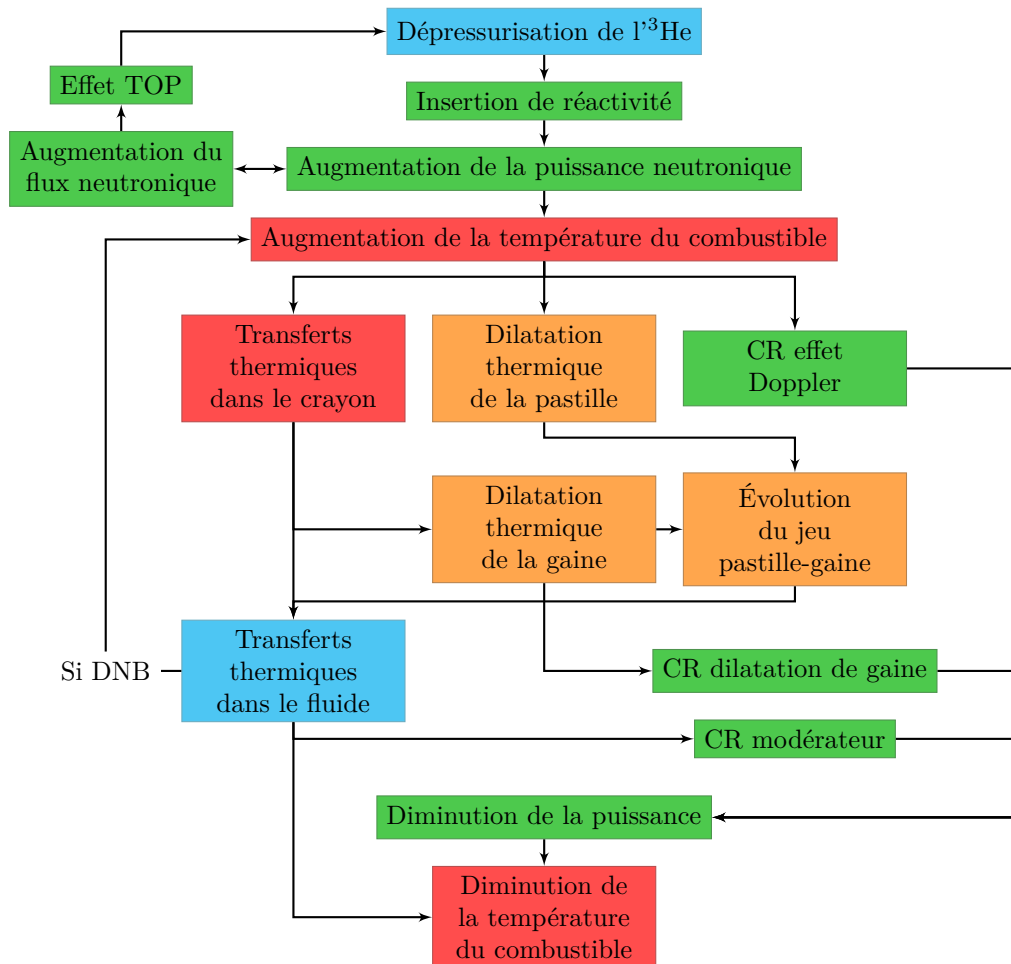 Dépressurisation de l'³He
Effet TOP
Insertion de réactivité
Augmentation du
flux neutronique
Augmentation de la puissance neutronique
Augmentation de la température du combustible
Transferts
thermiques
dans le crayon
Dilatation
thermique
de la pastille
CR effet
Doppler
Dilatation
thermique
de la gaine
Évolution
du jeu
pastille-gaine
Si DNB
Transferts
thermiques
dans le fluide
CR dilatation de gaine
CR modérateur
Diminution de la puissance
Diminution de
la température
du combustible